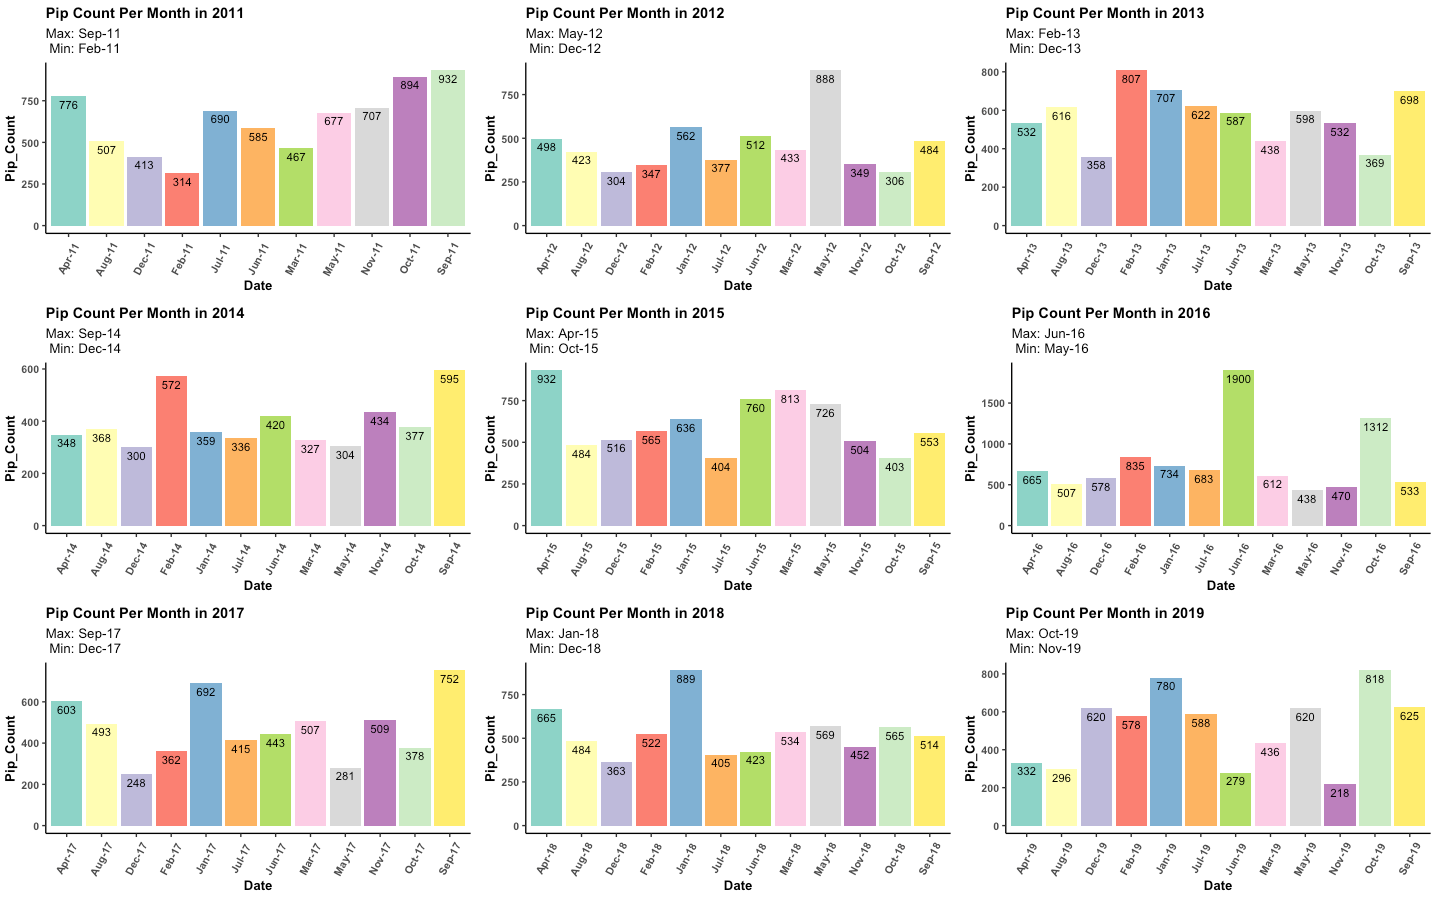 Pip Count Per Month in 2011
Max: Sep-11
Min: Feb-11
Pip_Count
750
500
250
0
776
507
413
314
690
585
467
677
707
894
932
Apr-11
Aug-11
Dec-11
Feb-11
Jul-11
Jun-11
Mar-11
May-11
Nov-11
Oct-11
Sep-11
Date
Pip Count Per Month in 2012
Max: May-12
Min: Dec-12
Pip_Count
750
500
250
0
498
423
304
347
562
377
512
433
888
349
306
484
Apr-12
Aug-12
Dec-12
Feb-12
Jan-12
Jul-12
Jun-12
Mar-12
May-12
Nov-12
Oct-12
Sep-12
Date
Pip Count Per Month in 2013
Max: Feb-13
Min: Dec-13
Pip_Count
800
600
400
200
0
532
616
358
807
707
622
587
438
598
532
369
698
Apr-13
Aug-13
Dec-13
Feb-13
Jan-13
Jul-13
Jun-13
Mar-13
May-13
Nov-13
Oct-13
Sep-13
Date
Pip Count Per Month in 2014
Max: Sep-14
Min: Dec-14
Pip_Count
600
400
200
0
348
368
300
572
359
336
420
327
304
434
377
595
Apr-14
Aug-14
Dec-14
Feb-14
Jan-14
Jul-14
Jun-14
Mar-14
May-14
Nov-14
Oct-14
Sep-14
Date
Pip Count Per Month in 2015
Max: Apr-15
Min: Oct-15
Pip_Count
750
500
250
0
932
484
516
565
636
404
760
813
726
504
403
553
Apr-15
Aug-15
Dec-15
Feb-15
Jan-15
Jul-15
Jun-15
Mar-15
May-15
Nov-15
Oct-15
Sep-15
Date
Pip Count Per Month in 2016
Max: Jun-16
Min: May-16
Pip_Count
1500
1000
500
0
665
507
578
835
734
683
1900
612
438
470
1312
533
Apr-16
Aug-16
Dec-16
Feb-16
Jan-16
Jul-16
Jun-16
Mar-16
May-16
Nov-16
Oct-16
Sep-16
Date
Pip Count Per Month in 2017
Max: Sep-17
Min: Dec-17
Pip_Count
600
400
200
0
603
493
248
362
692
415
443
507
281
509
378
752
Apr-17
Aug-17
Dec-17
Feb-17
Jan-17
Jul-17
Jun-17
Mar-17
May-17
Nov-17
Oct-17
Sep-17
Date
Pip Count Per Month in 2018
Max: Jan-18
Min: Dec-18
Pip_Count
750
500
250
0
665
484
363
522
889
405
423
534
569
452
565
514
Apr-18
Aug-18
Dec-18
Feb-18
Jan-18
Jul-18
Jun-18
Mar-18
May-18
Nov-18
Oct-18
Sep-18
Date
Pip Count Per Month in 2019
Max: Oct-19
Min: Nov-19
Pip_Count
800
600
400
200
0
332
296
620
578
780
588
279
436
620
218
818
625
Apr-19
Aug-19
Dec-19
Feb-19
Jan-19
Jul-19
Jun-19
Mar-19
May-19
Nov-19
Oct-19
Sep-19
Date